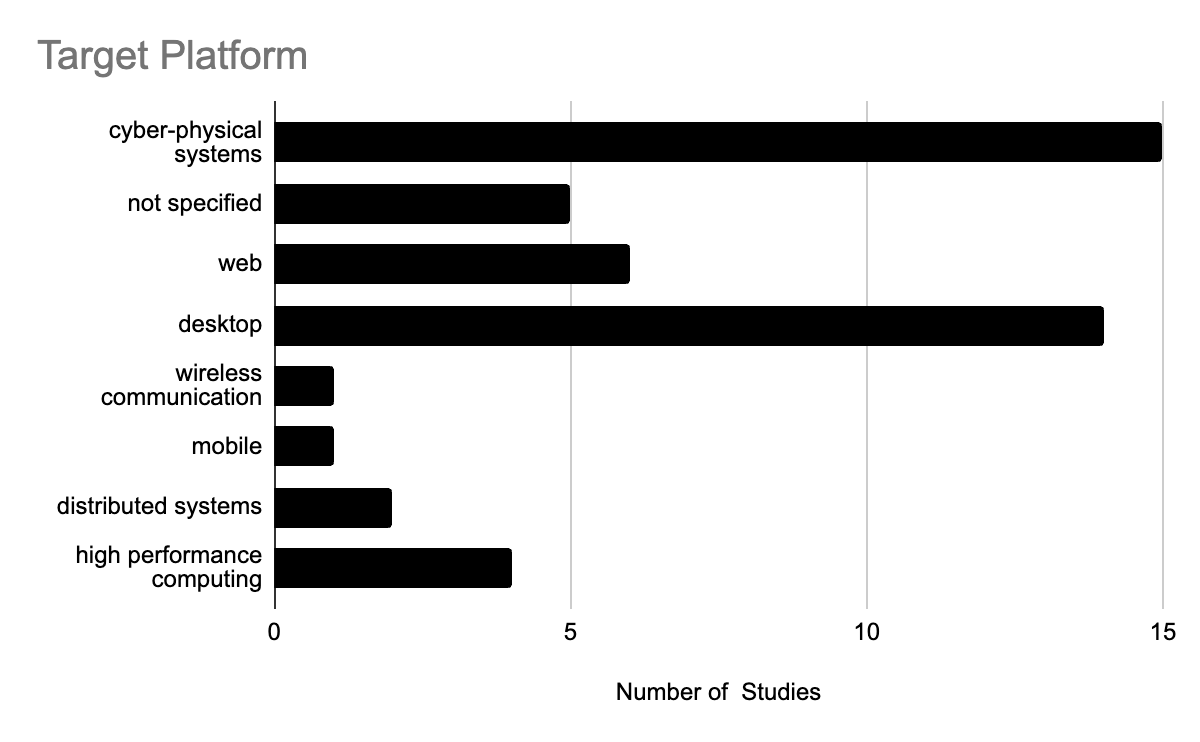 Target Platform
cyber-physical
systems
not specified
web
desktop
wireless
communication
mobile
distributed systems
high performance
computing
0 5 10 15
Number of  Studies